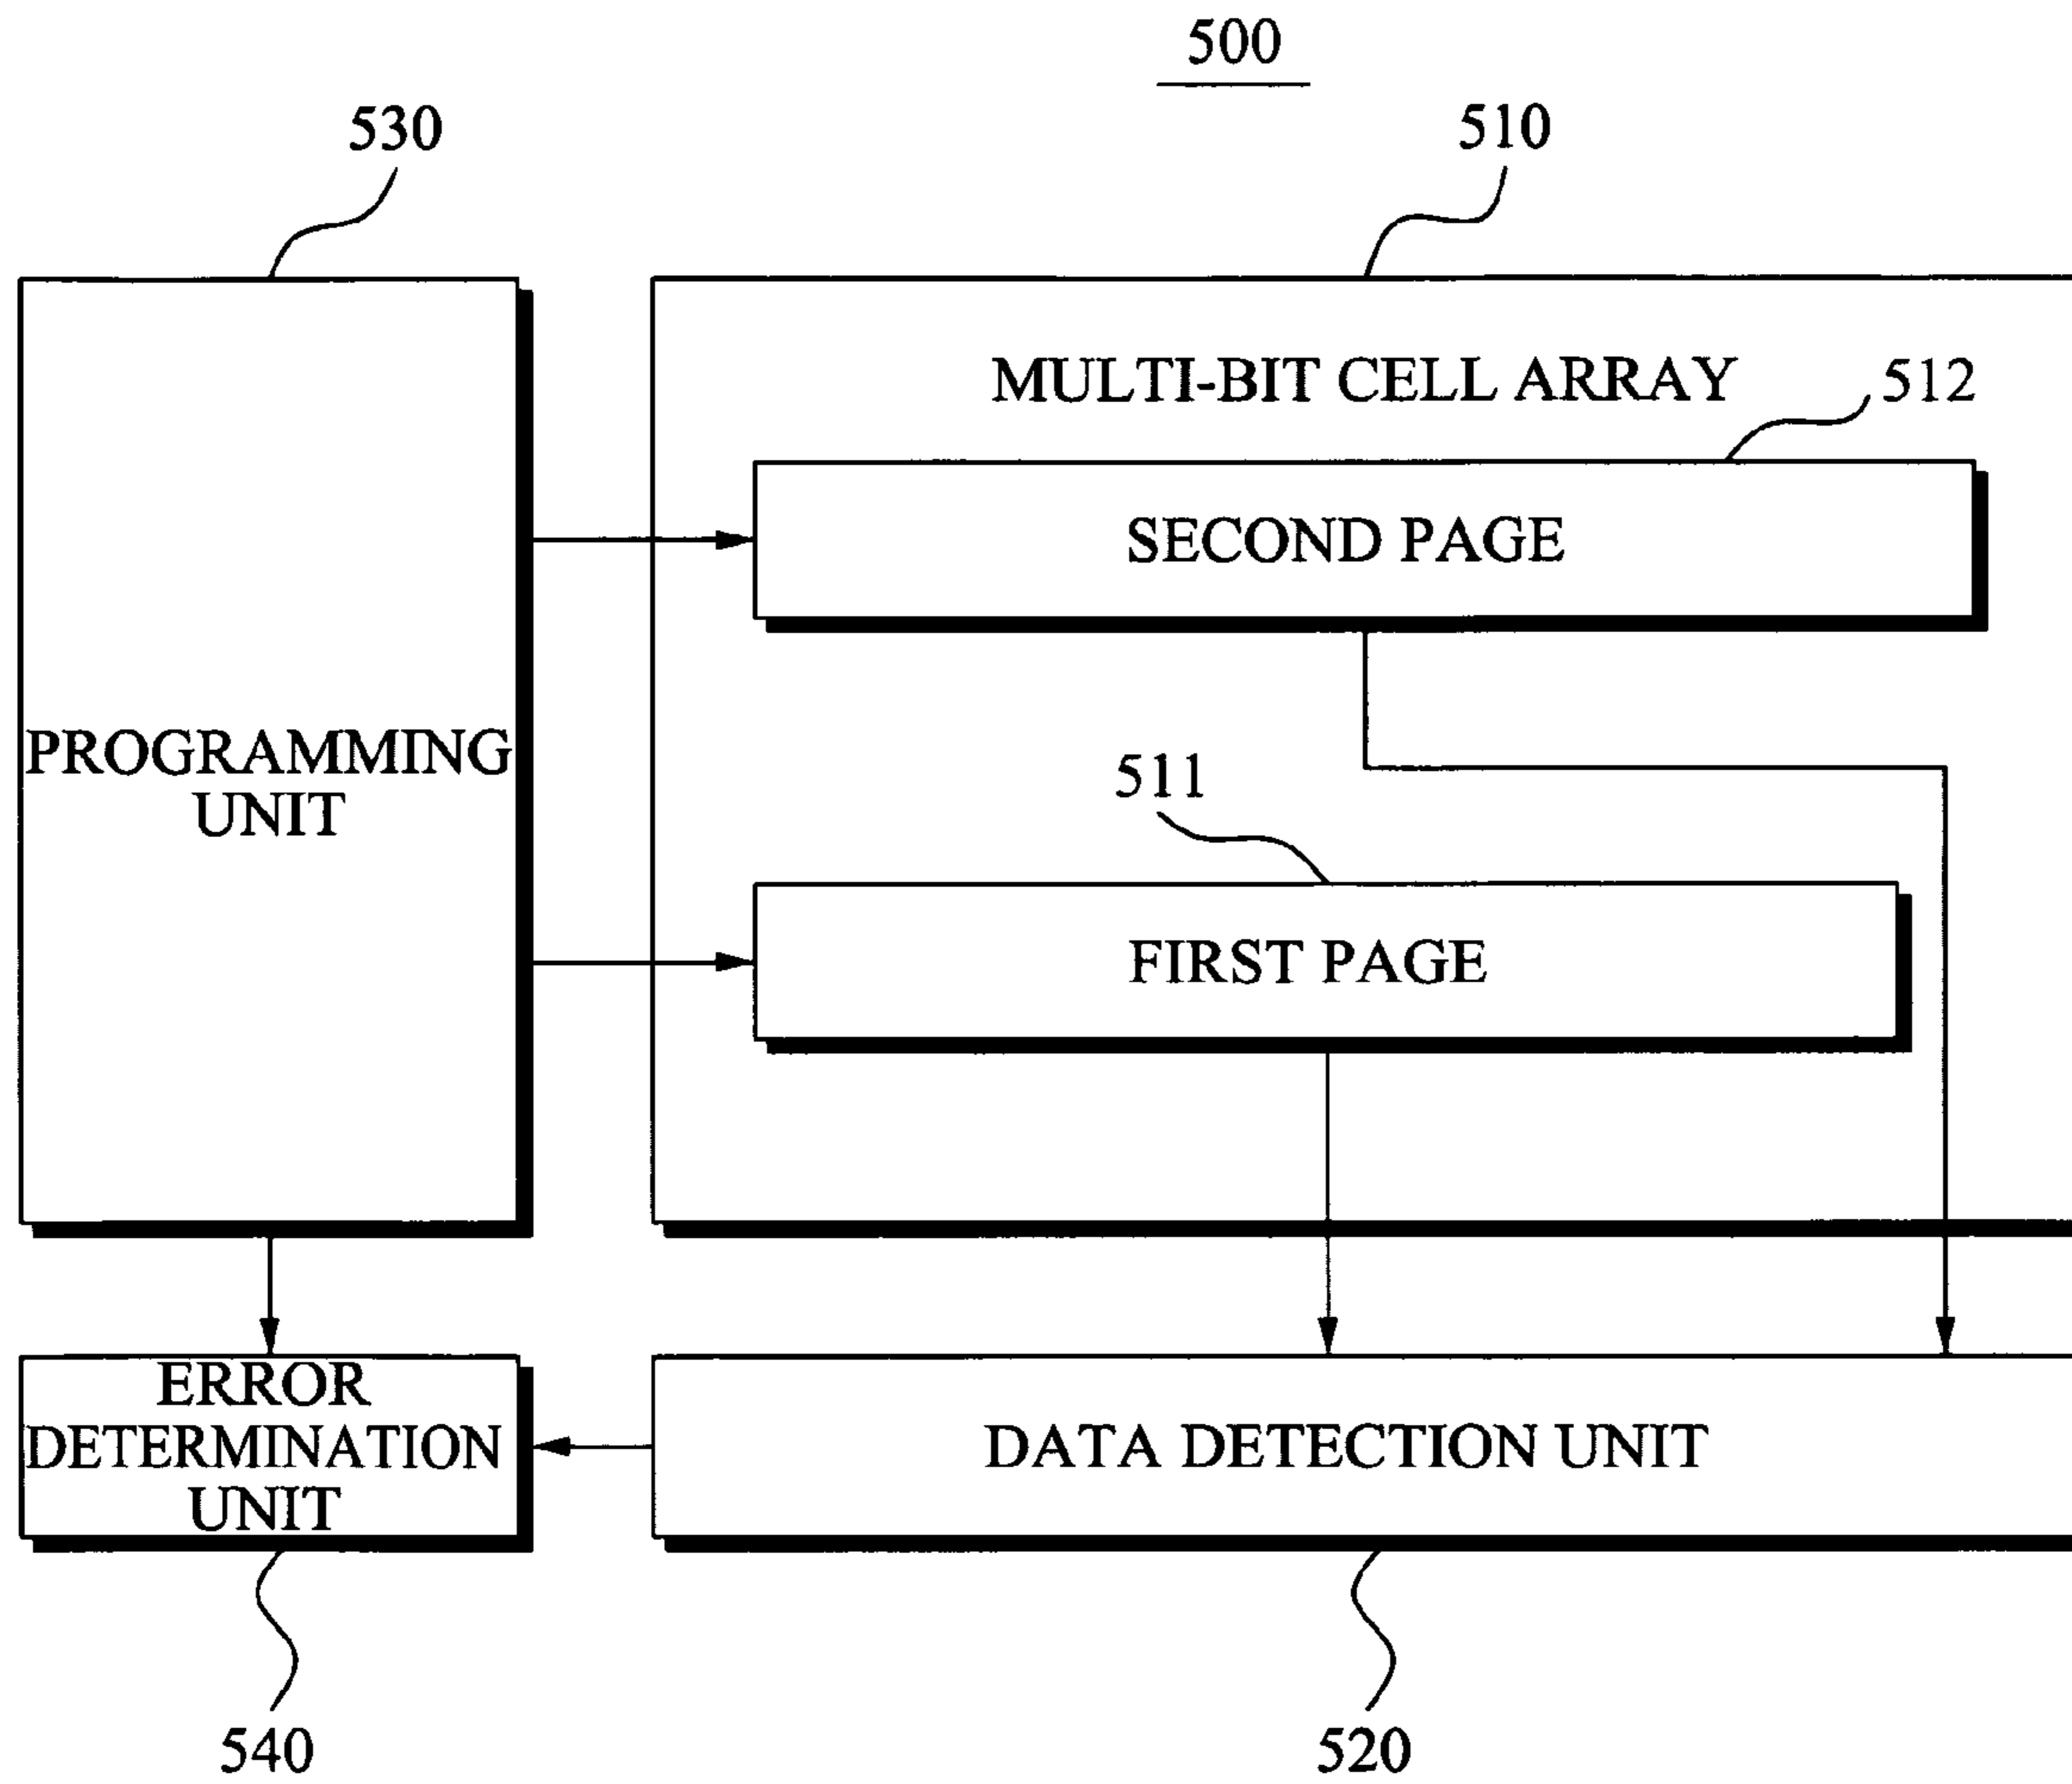 500
530
510
MULTI-BIT CELL ARRAY
512
SECOND PAGE
PROGRAMMING
UNIT
511
FIRST PAGE
ERROR
DETERMINATION
UNIT
DATA DETECTION UNIT
540
520